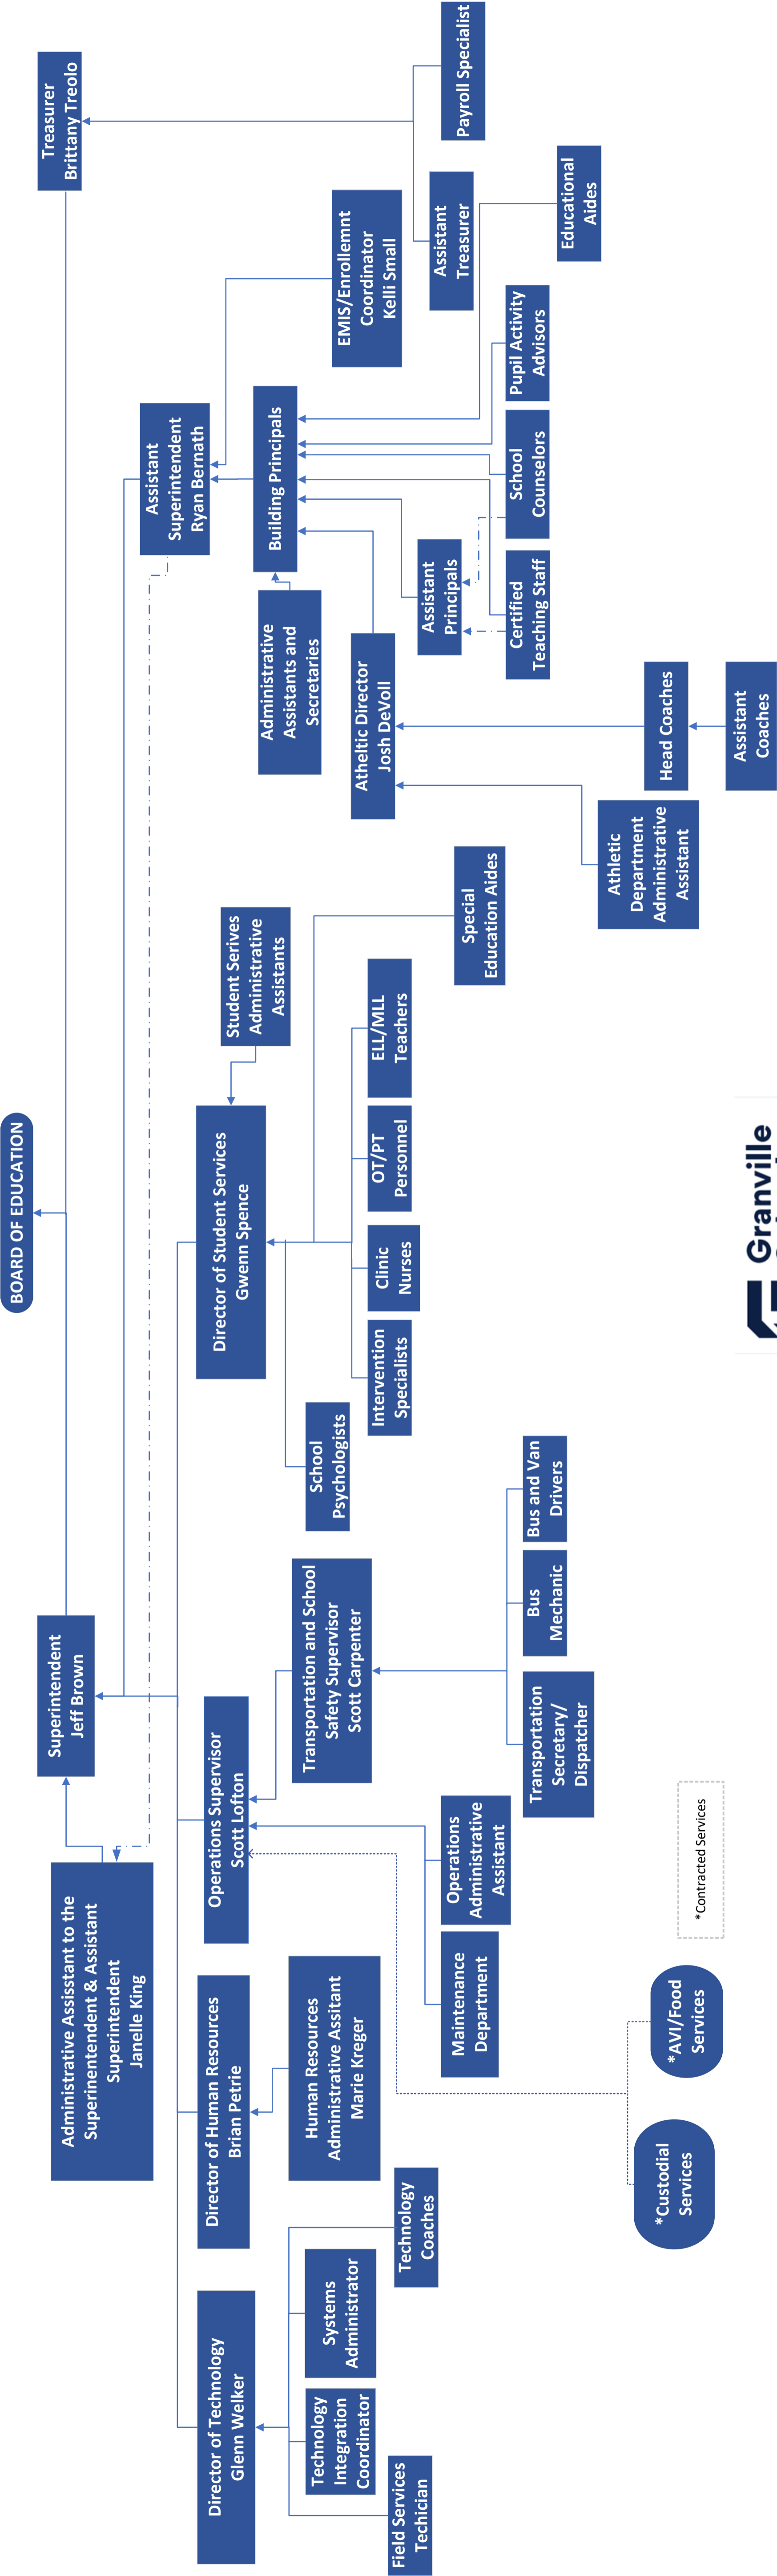 BOARD OF EDUCATION
Superintendent
Jeff Brown
Treasurer
Brittany Treolo
Administrative Assisstant to the
Superinentendent & Assistant
Superintendent
Janelle King
Assistant
Superintendent
Ryan Bernath
Director of Technology
Glenn Welker
Director of Human Resources
Brian Petrie
Operations Supervisor
Scott Lofton
Director of Student Services
Gwenn Spence
Student Serives
Administrative
Assistants
Building Principals
Administrative
Assistants and
Secretaries
EMIS/Enrollemnt
Coordinator
Kelli Small
Human Resources
Administrative Assitant
Marie Kreger
Transportation and School
Safety Supervisor
Scott Carpenter
School
Psychologists
Technology
Integration
Coordinator
Systems
Administrator
Field Services
Techician
Technology
Coaches
Intervention
Specialists
Clinic
Nurses
OT/PT
Personnel
ELL/MLL
Teachers
Special
Education Aides
Atheltic Director
Josh DeVoll
Assistant
Principals
Assistant
Treasurer
Payroll Specialist
Maintenance
Department
Operations
Administrative
Assistant
Transportation
Secretary/
Dispatcher
Bus
Mechanic
Bus and Van
Drivers
Certified
Teaching Staff
School
Counselors
Pupil Activity
Advisors
Educational
Aides
Athletic
Department
Administrative
Assistant
Head Coaches
Assistant
Coaches
*Custodial
Services
*AVI/Food
Services
*Contracted Services
Granville